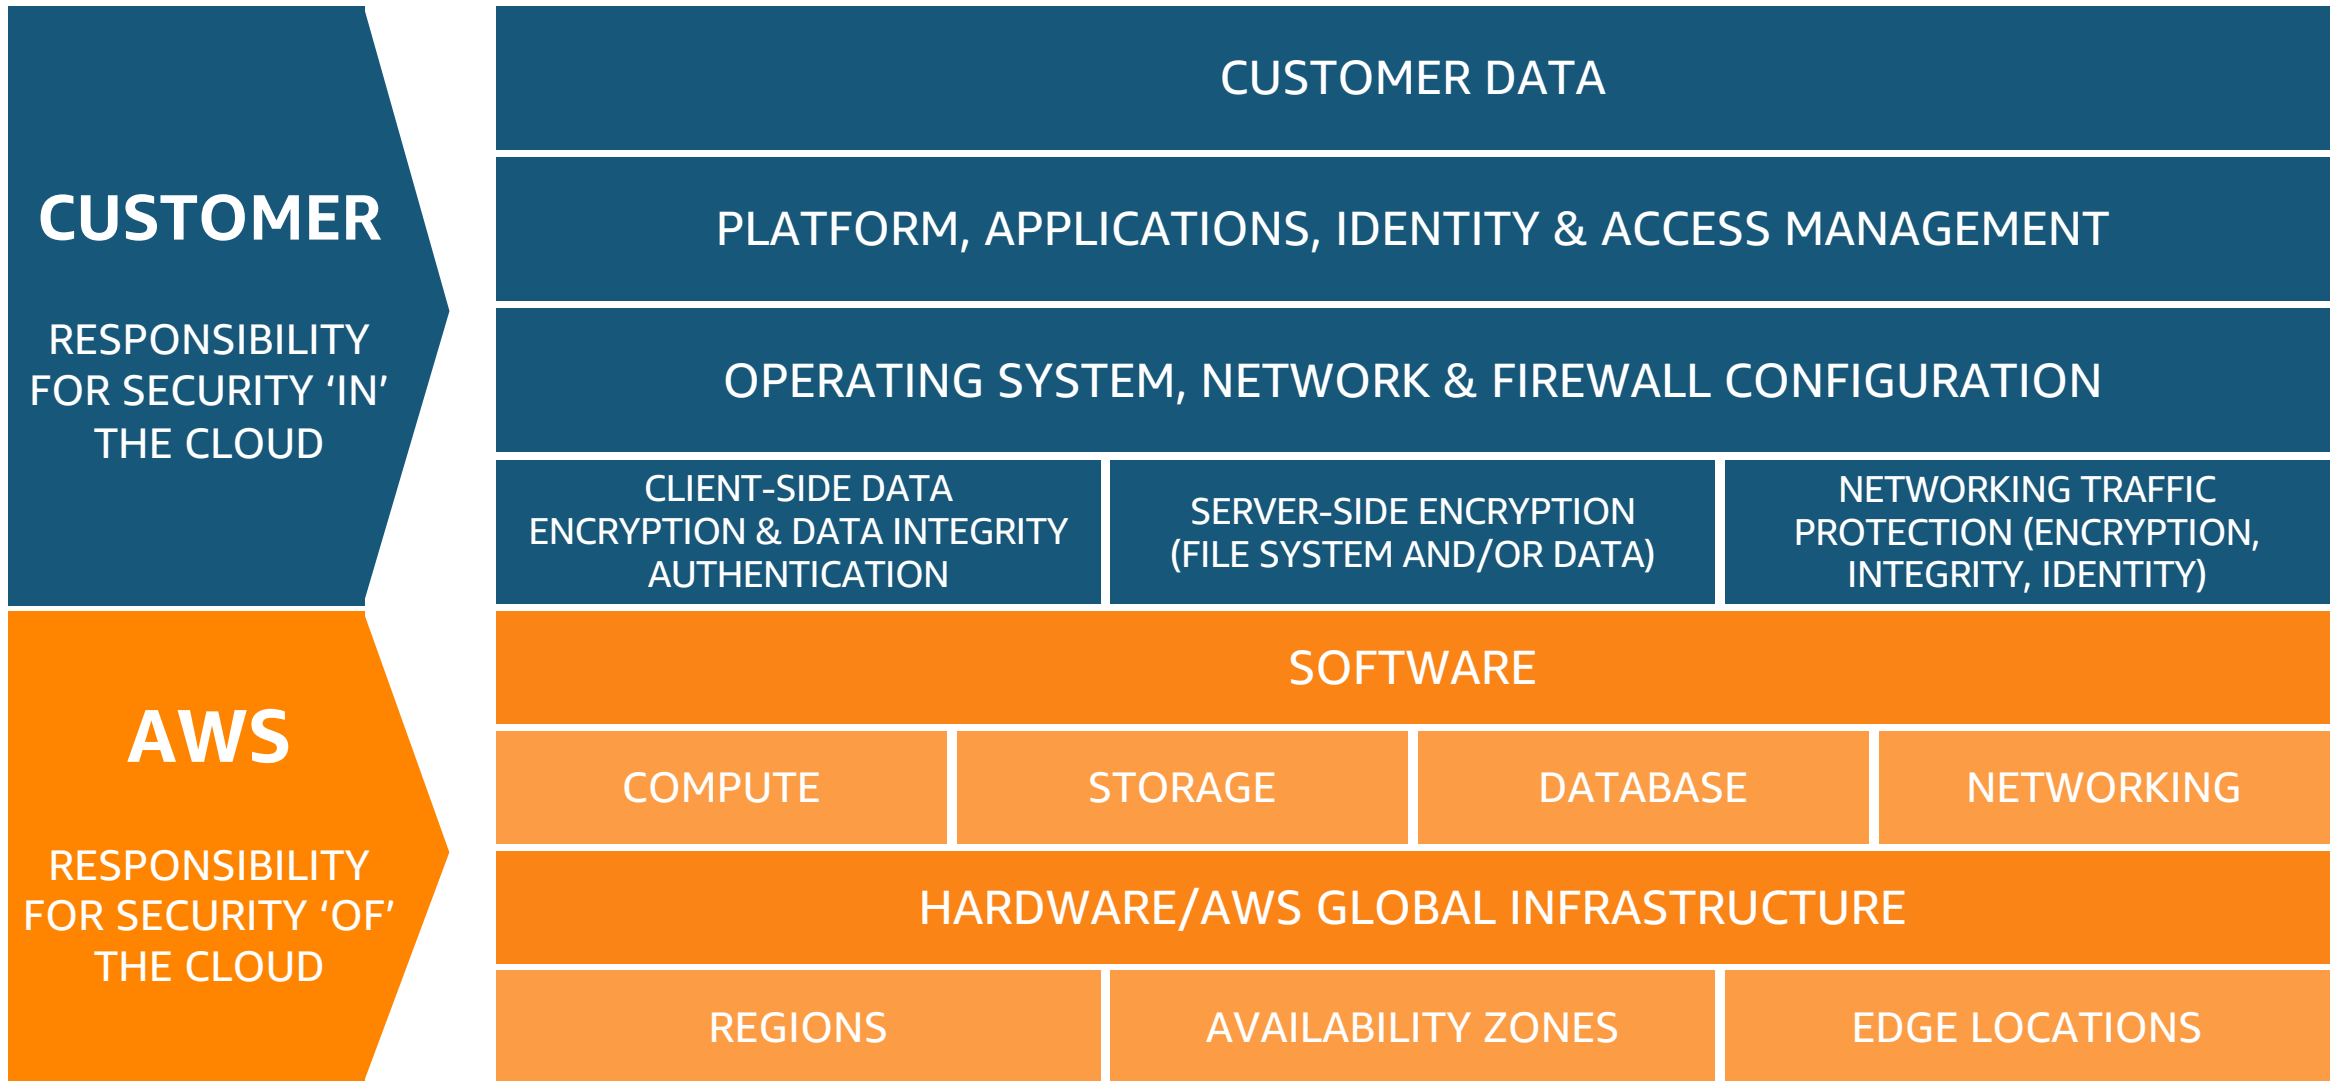 CUSTOMER
RESPONSIBILITY
FOR SECURITY ‘IN’
THE CLOUD
CUSTOMER DATA
PLATFORM, APPLICATIONS, IDENTITY & ACCESS MANAGEMENT
OPERATING SYSTEM, NETWORK & FIREWALL CONFIGURATION
CLIENT-SIDE DATA
ENCRYPTION & DATA INTEGRITY
AUTHENTICATION
SERVER-SIDE ENCRYPTION
(FILE SYSTEM AND/OR DATA)
NETWORKING TRAFFIC
PROTECTION (ENCRYPTION,
INTEGRITY, IDENTITY)
AWS
RESPONSIBILITY
FOR SECURITY ‘OF’
THE CLOUD
SOFTWARE
COMPUTE
STORAGE
DATABASE
NETWORKING
HARDWARE/AWS GLOBAL INFRASTRUCTURE
REGIONS
AVAILABILITY ZONES
EDGE LOCATIONS